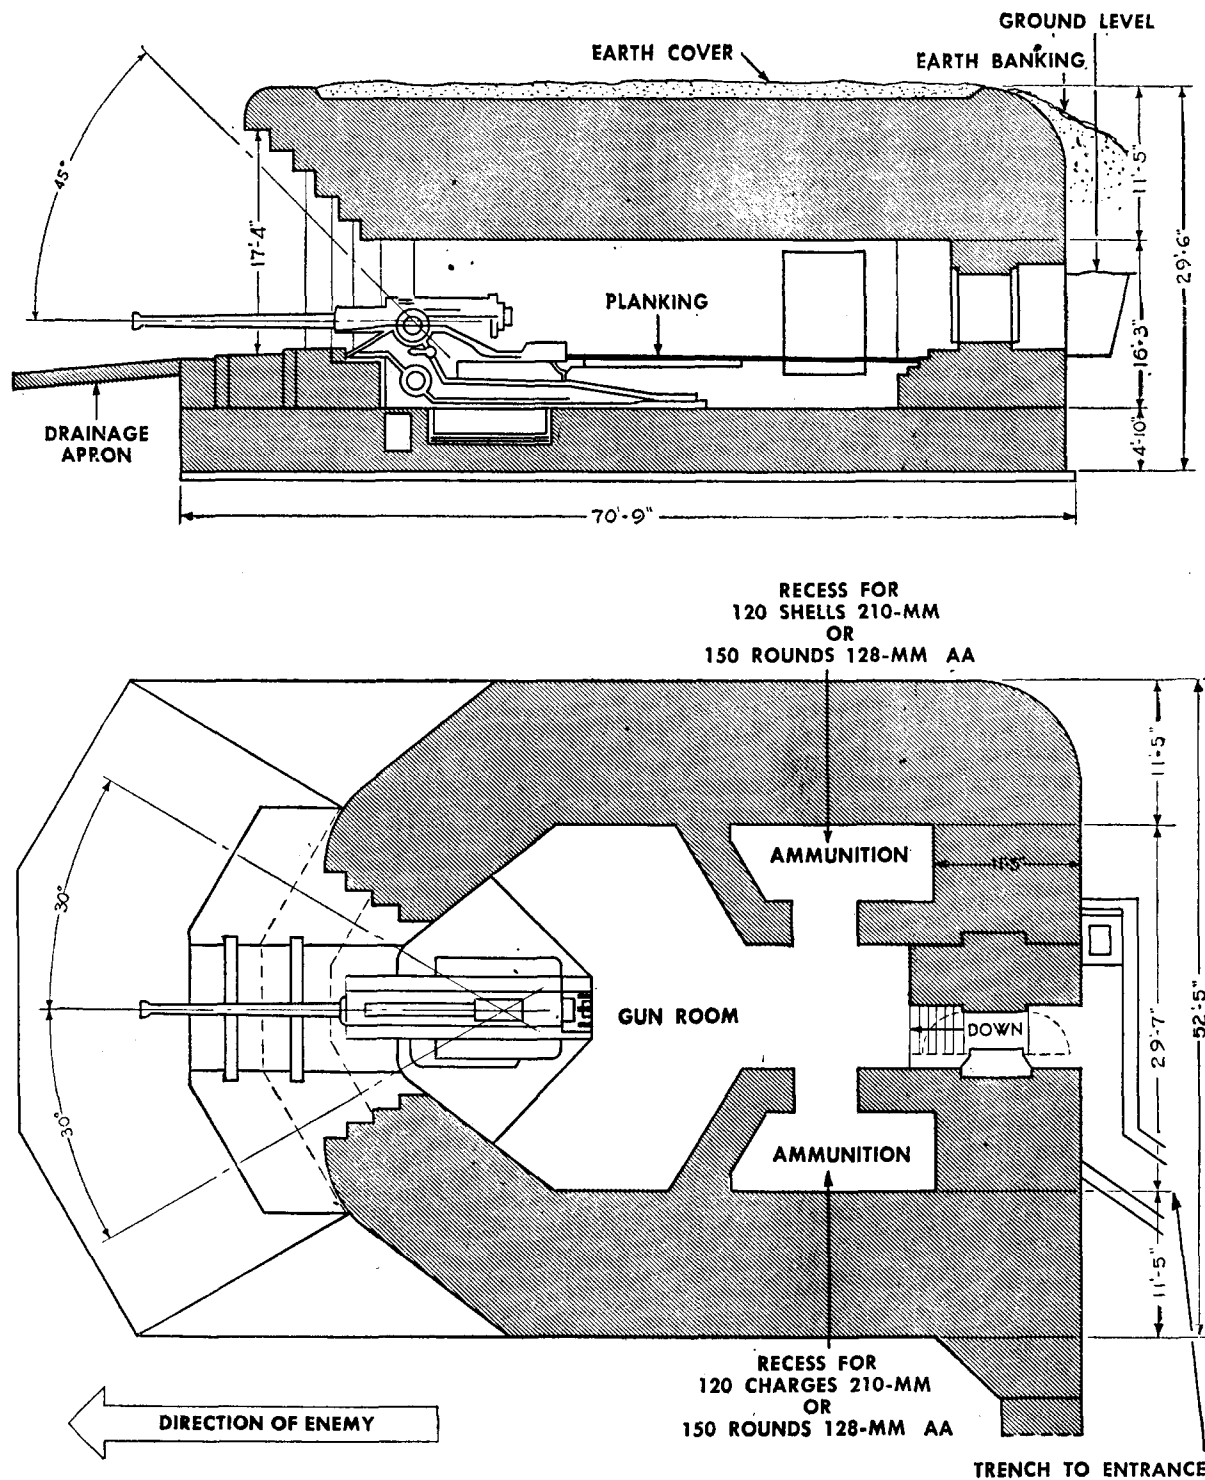 GROUND LEVEL
EARTH COVER
EARTH BANKING
45°
17'-4"
11'-5"
29'-6"
PLANKING
16'-3"
DRAINAGE
APRON
4'-10"
70'-9"
RECESS FOR
120 SHELLS 210-MM
OR
150 ROUNDS 128-MM AA
11'-5"
AMMUNITION
11'-5"
30°
GUN ROOM
DOWN
29'-7"
52'-5"
30°
AMMUNITION
11'-5"
RECESS FOR
120 CHARGES 210-MM
OR
150 ROUNDS 128-MM AA
DIRECTION OF ENEMY
TRENCH TO ENTRANCE